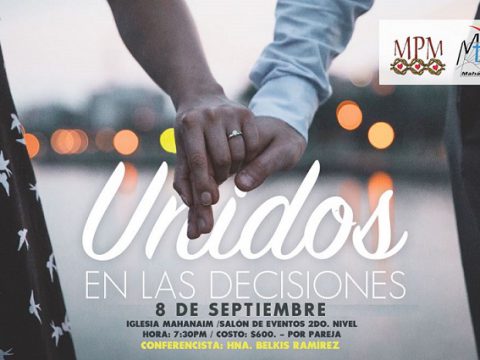 MPM
Unidos
EN LAS DECISIONES
8 DE SEPTIEMBRE
IGLESIA MAHANAIM /SALON DE EVENTOS 2DO. NIVEL
HORA: 7:30PM / COSTO: $600. – POR PAREJA
CONFERENCISTA: HNA. BELKIS RAMÍREZ